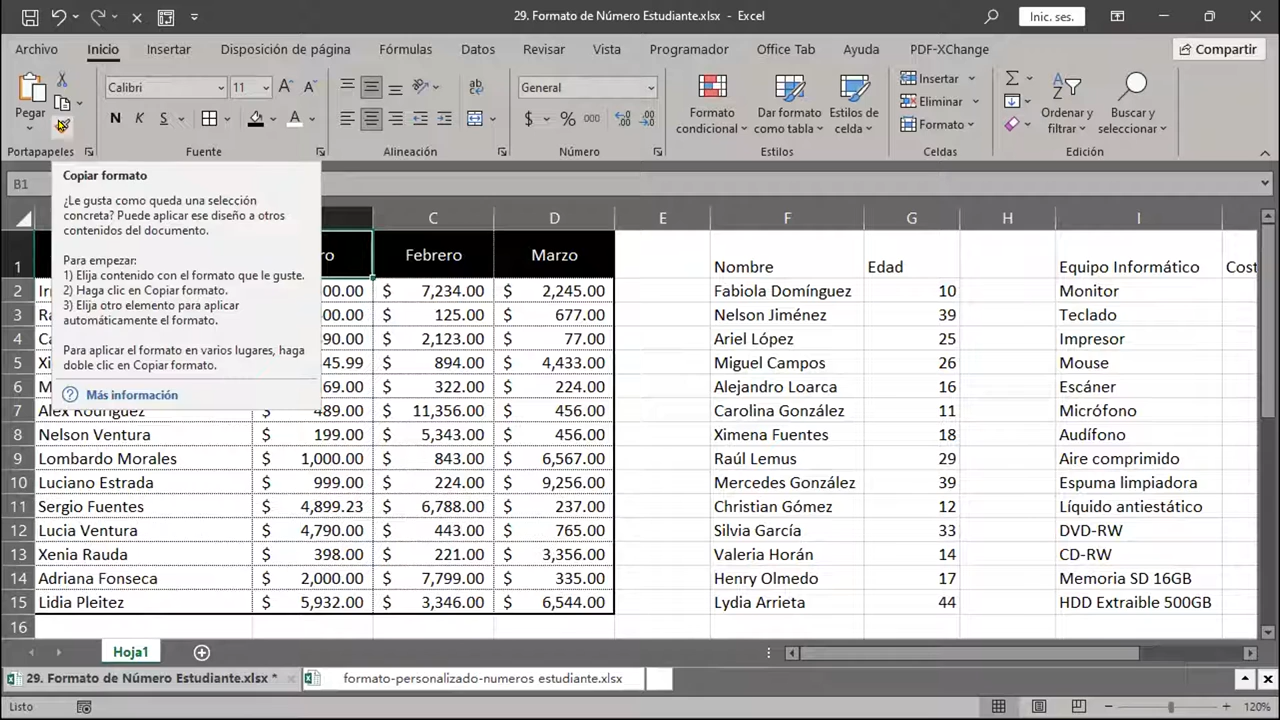 29. Formato de Número Estudiante.xlsx - Excel
Inic. ses.
Archivo Inicio Insertar Disposición de página Fórmulas Datos Revisar Vista Programador Office Tab Ayuda PDF-XChange Compartir
Pegar
Calibri 11
N K S
General
$ % 000
Formato condicional
Dar formato como tabla
Estilos de celda
Insertar
Eliminar
Formato
Ordenar y filtrar
Buscar y seleccionar
Portapapeles Fuente Alineación Número Estilos Celdas Edición
B1
Copiar formato
¿Le gusta como queda una selección
concreta? Puede aplicar ese diseño a otros
contenidos del documento.
Para empezar:
1) Elija contenido con el formato que le guste.
2) Haga clic en Copiar formato.
3) Elija otro elemento para aplicar
automáticamente el formato.
Para aplicar el formato en varios lugares, haga
doble clic en Copiar formato.
Más información
C D E F G H I
1 ro Febrero Marzo Nombre Edad Equipo Informático Cost
2 Ir 00.00 $ 7,234.00 $ 2,245.00 Fabiola Domínguez 10 Monitor
3 Ra 00.00 $ 125.00 $ 677.00 Nelson Jiménez 39 Teclado
4 Ca 90.00 $ 2,123.00 $ 77.00 Ariel López 25 Impresor
5 Xi 45.99 $ 894.00 $ 4,433.00 Miguel Campos 26 Mouse
6 M 69.00 $ 322.00 $ 224.00 Alejandro Loarca 16 Escáner
7 Alex Rodríguez 489.00 $ 11,356.00 $ 456.00 Carolina González 11 Micrófono
8 Nelson Ventura $ 199.00 $ 5,343.00 $ 456.00 Ximena Fuentes 18 Audífono
9 Lombardo Morales $ 1,000.00 $ 843.00 $ 6,567.00 Raúl Lemus 29 Aire comprimido
10 Luciano Estrada $ 999.00 $ 224.00 $ 9,256.00 Mercedes González 39 Espuma limpiadora
11 Sergio Fuentes $ 4,899.23 $ 6,788.00 $ 237.00 Christian Gómez 12 Líquido antiestático
12 Lucia Ventura $ 4,790.00 $ 443.00 $ 765.00 Silvia García 33 DVD-RW
13 Xenia Rauda $ 398.00 $ 221.00 $ 3,356.00 Valeria Horán 14 CD-RW
14 Adriana Fonseca $ 2,000.00 $ 7,799.00 $ 335.00 Henry Olmedo 17 Memoria SD 16GB
15 Lidia Pleitez $ 5,932.00 $ 3,346.00 $ 6,544.00 Lydia Arrieta 44 HDD Extraible 500GB
16
Hoja1
29. Formato de Número Estudiante.xlsx * formato-personalizado-numeros estudiante.xlsx
Listo 120%